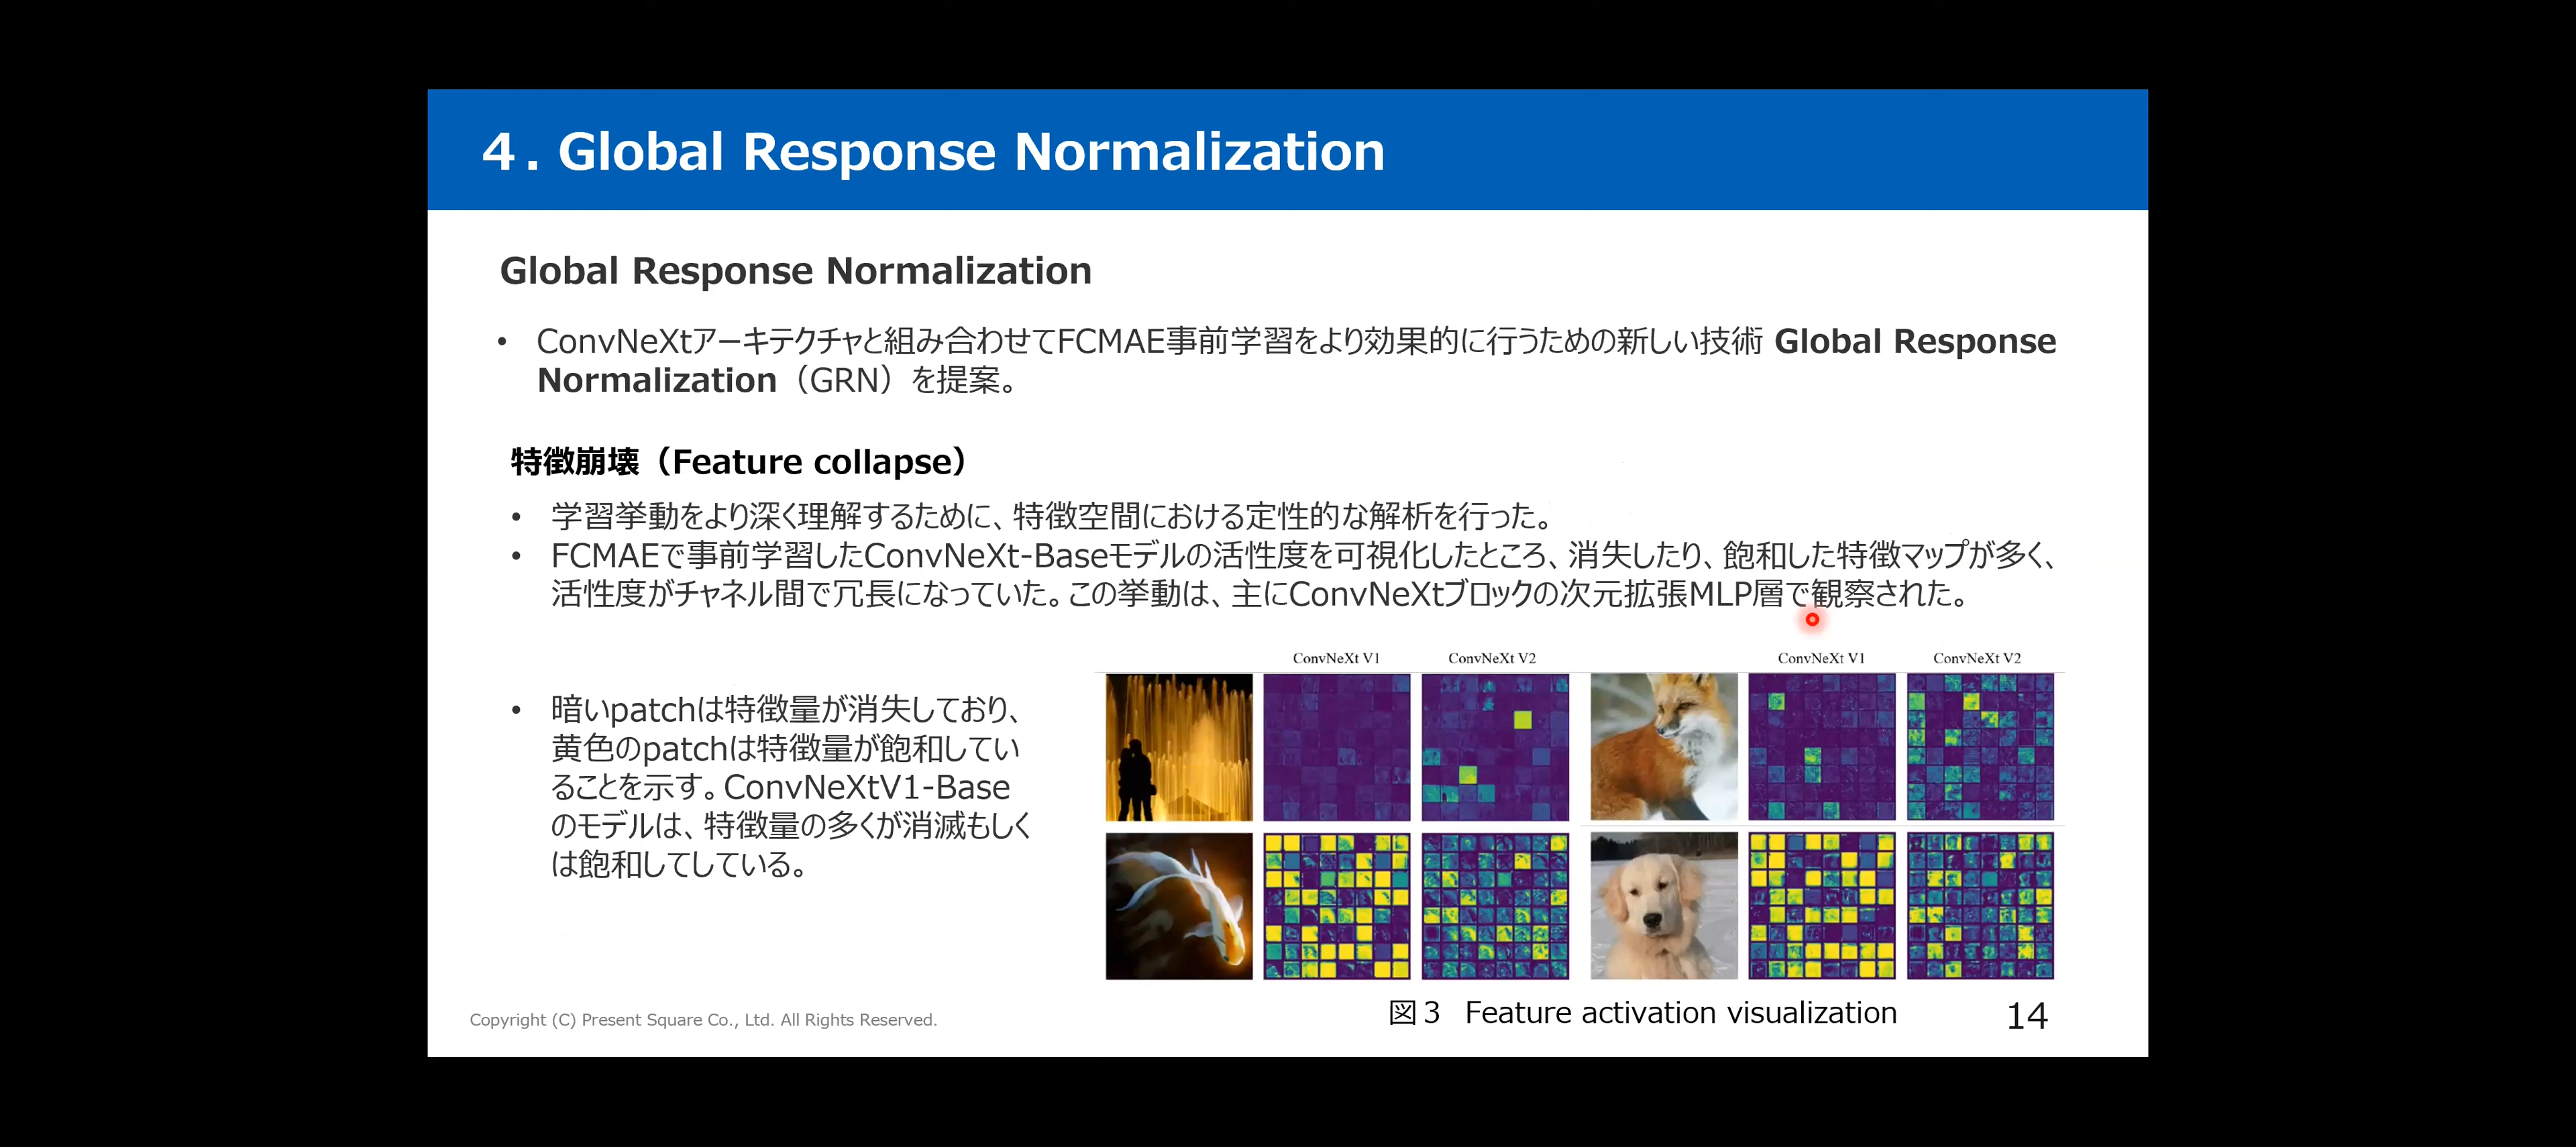 4. Global Response Normalization
Global Response Normalization
• ConvNeXtアーキテクチャと組み合わせてFCMAE事前学習をより効果的に行うための新しい技術 Global Response
Normalization（GRN）を提案。
特徴崩壊（Feature collapse）
• 学習挙動をより深く理解するために、特徴空間における定性的な解析を行った。
• FCMAEで事前学習したConvNeXt-Baseモデルの活性度を可視化したところ、消失したり、飽和した特徴マップが多く、
活性度がチャネル間で冗長になっていた。この挙動は、主にConvNeXtブロックの次元拡張MLP層で観察された。
• 暗いpatchは特徴量が消失しており、
黄色のpatchは特徴量が飽和してい
ることを示す。ConvNeXtV1-Base
のモデルは、特徴量の多くが消滅もしく
は飽和してしている。
ConvNeXt V1 ConvNeXt V2 ConvNeXt V1 ConvNeXt V2
図３ Feature activation visualization
Copyright (C) Present Square Co., Ltd. All Rights Reserved.
14